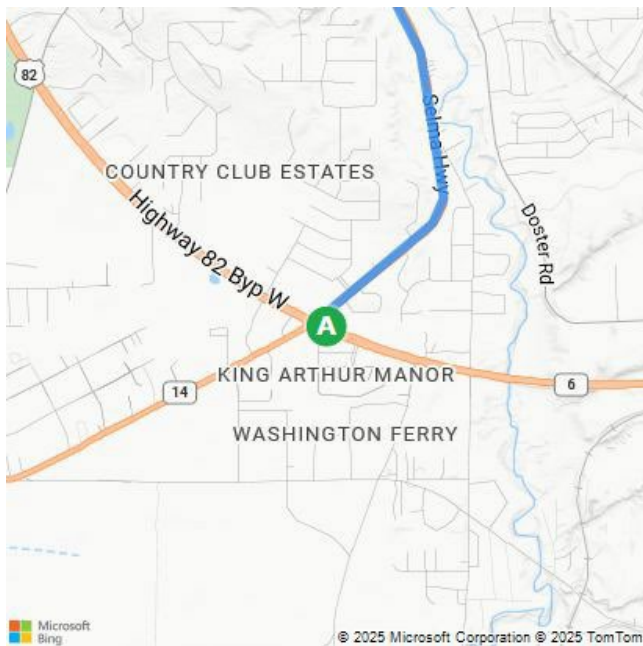 82
Selma Hwy
COUNTRY CLUB ESTATES
Highway 82 Byp W
Doster Rd
A
KING ARTHUR MANOR
14
6
WASHINGTON FERRY
Microsoft
Bing
© 2025 Microsoft Corporation © 2025 TomTom